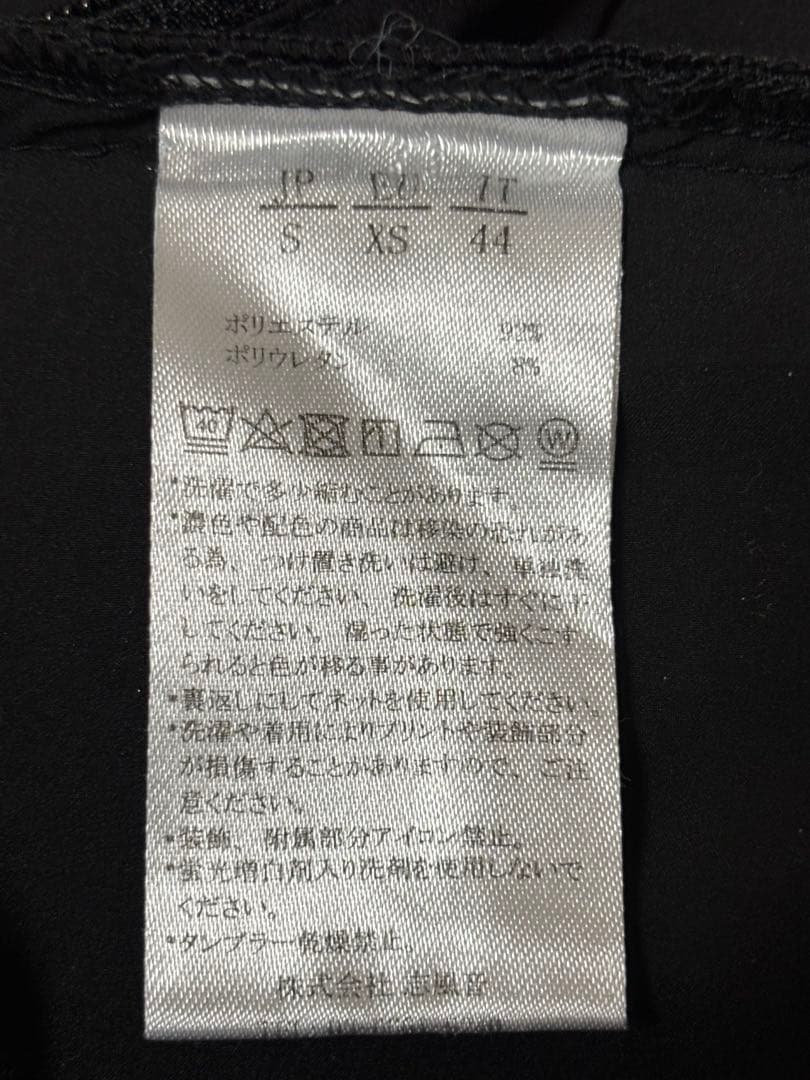 JP EU IT
S XS 44
ポリエステル 92%
ポリウレタン 8%
40 W
・洗濯で多少縮むことがあります。
・濃色や配色の商品は移染の恐れがあ
る為、つけ置き洗いは避け、単独洗
いをしてください、洗濯後はすぐに干
してください。湿った状態で強くこす
られると色が移る事があります。
・裏返しにしてネットを使用してください。
・洗濯や着用によりプリントや装飾部分
が損傷することがありますので、ご注
意ください。
・装飾、附属部分アイロン禁止。
・蛍光増白剤入り洗剤を使用しないで
ください。
・タンブラー乾燥禁止。
株式会社 志風音